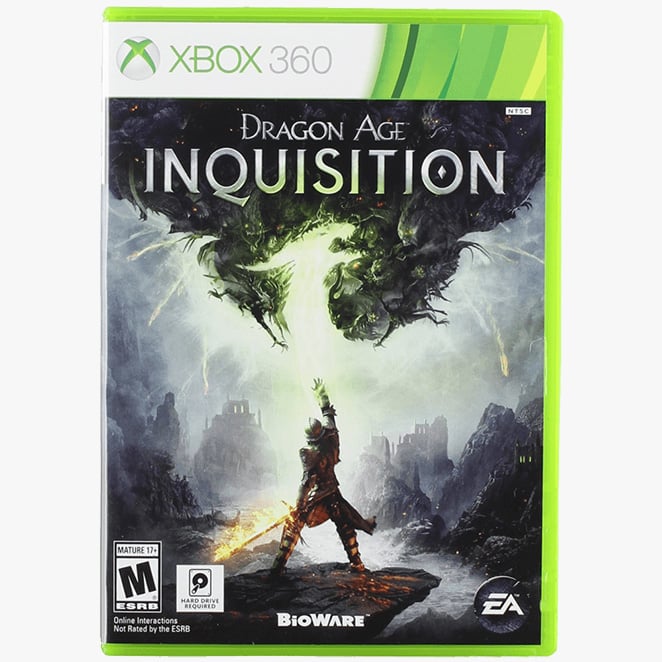 XBOX 360
NTSC
DRAGON AGE
INQUISITION
MATURE 17+
M
ESRB
HARD DRIVE
REQUIRED
Online Interactions
Not Rated by the ESRB
BIOWARE™
EA